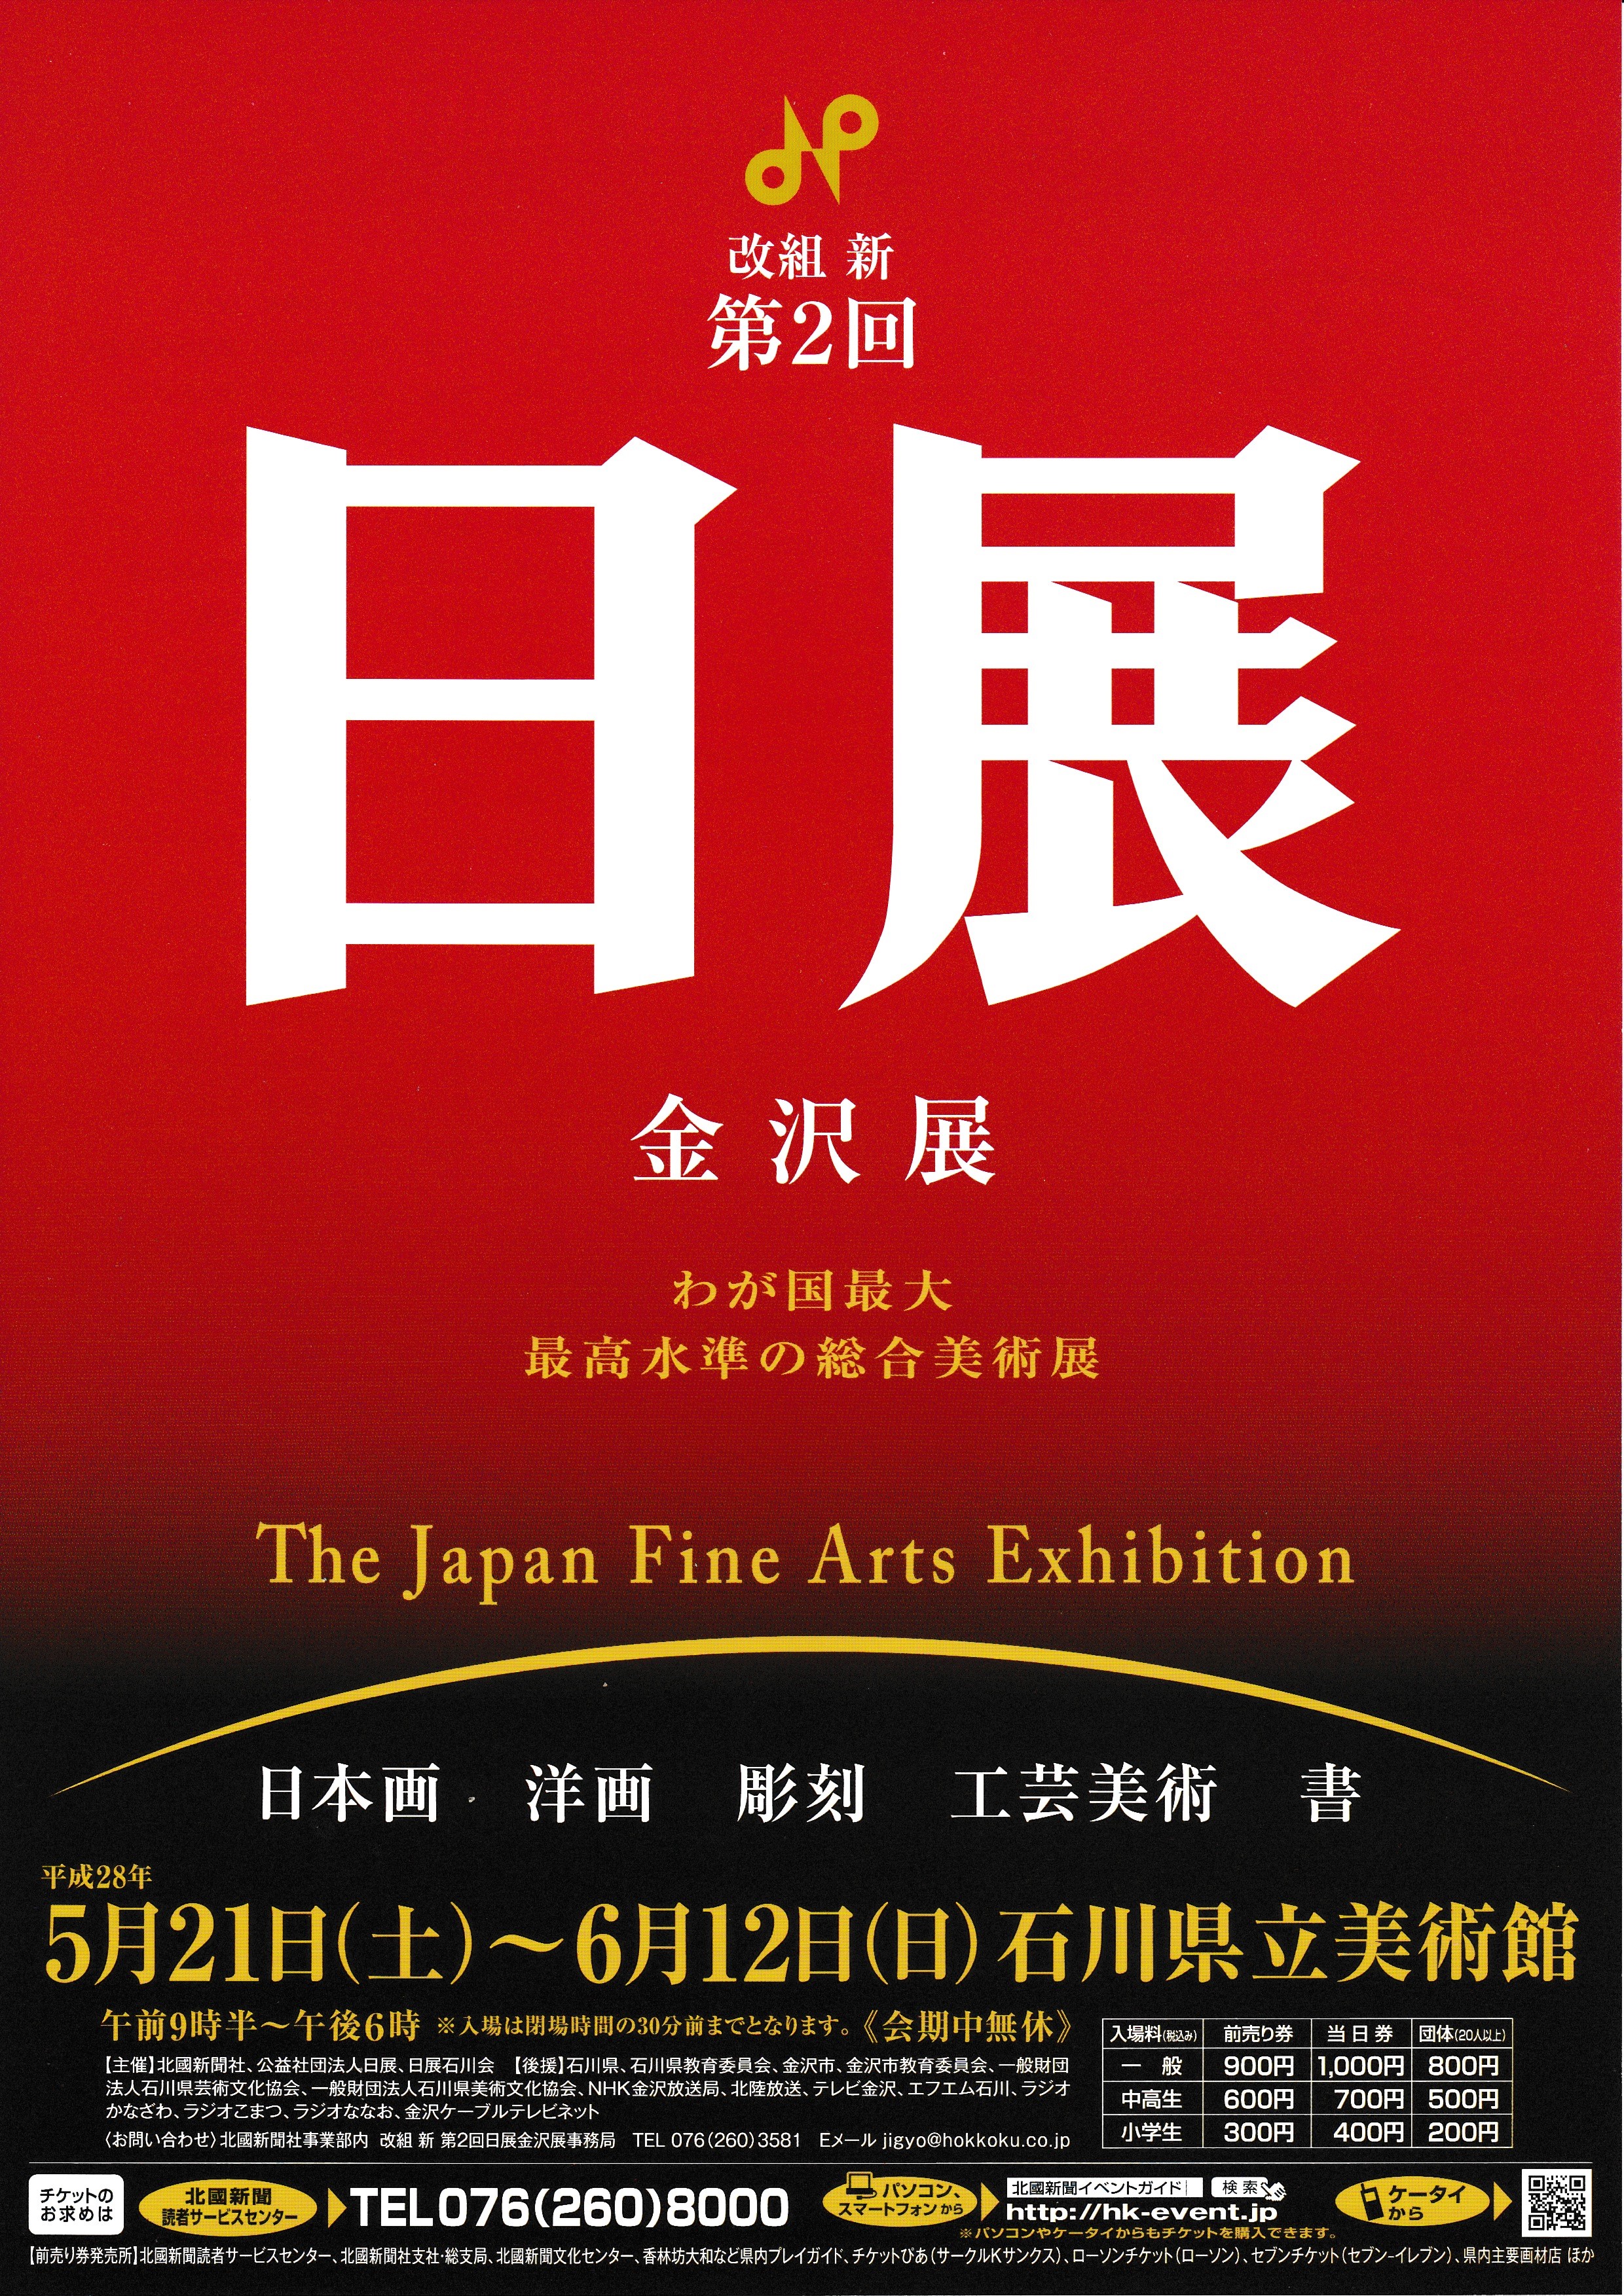 改組 新
第2回
日展
金沢展
わが国最大
最高水準の総合美術展
The Japan Fine Arts Exhibition
日本画 洋画 彫刻 工芸美術 書
平成28年
5月21日(土)~6月12日(日)石川県立美術館
午前9時半~午後6時 ※入場は閉場時間の30分前までとなります。《会期中無休》
【主催】北國新聞社、公益社団法人日展、日展石川会 【後援】石川県、石川県教育委員会、金沢市、金沢市教育委員会、一般財団
法人石川県芸術文化協会、一般財団法人石川県美術文化協会、NHK金沢放送局、北陸放送、テレビ金沢、エフエム石川、ラジオ
かなざわ、ラジオこまつ、ラジオななお、金沢ケーブルテレビネット
〈お問い合わせ〉北國新聞社事業部内 改組 新 第2回日展金沢展事務局 TEL 076(260)3581 Eメール jigyo@hokkoku.co.jp
入場料(税込み) 前売り券 当日券 団体(20人以上)
一般 900円 1,000円 800円
中高生 600円 700円 500円
小学生 300円 400円 200円
チケットの
お求めは
北國新聞
読者サービスセンター
TEL076(260)8000
パソコン、
スマートフォンから
北國新聞イベントガイド 検索
http://hk-event.jp
※パソコンやケータイからもチケットを購入できます。
ケータイ
から
【前売り券発売所】北國新聞読者サービスセンター、北國新聞社支社・総支局、北國新聞文化センター、香林坊大和など県内プレイガイド、チケットぴあ(サークルKサンクス)、ローソンチケット(ローソン)、セブンチケット(セブン-イレブン)、県内主要画材店 ほか